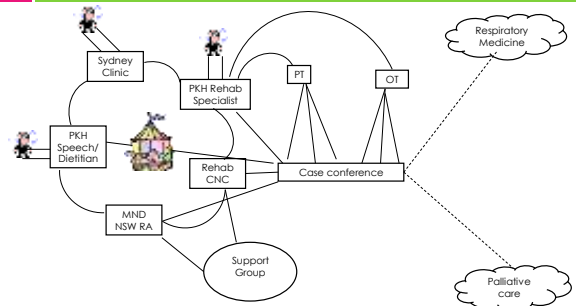 Respiratory
Medicine
Sydney
Clinic
PT
OT
PKH Rehab
Specialist
PKH
Speech/
Dietitian
Rehab
CNC
Case conference
MND
NSW RA
Support
Group
Palliative
care